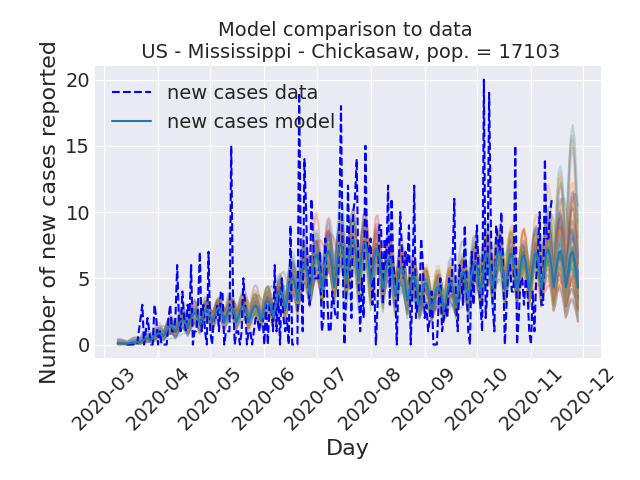 Model comparison to data
US - Mississippi - Chickasaw, pop. = 17103
Number of new cases reported
20
15
10
5
0
new cases data
new cases model
2020-03
2020-04
2020-05
2020-06
2020-07
2020-08
2020-09
2020-10
2020-11
2020-12
Day